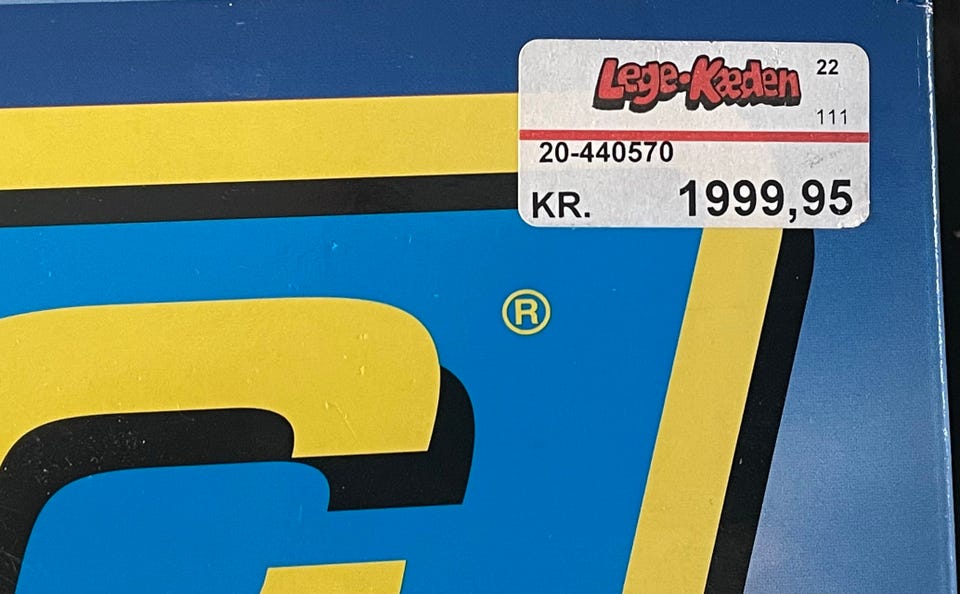 Lege•Kæden 22
111
20-440570
KR. 1999,95
C®